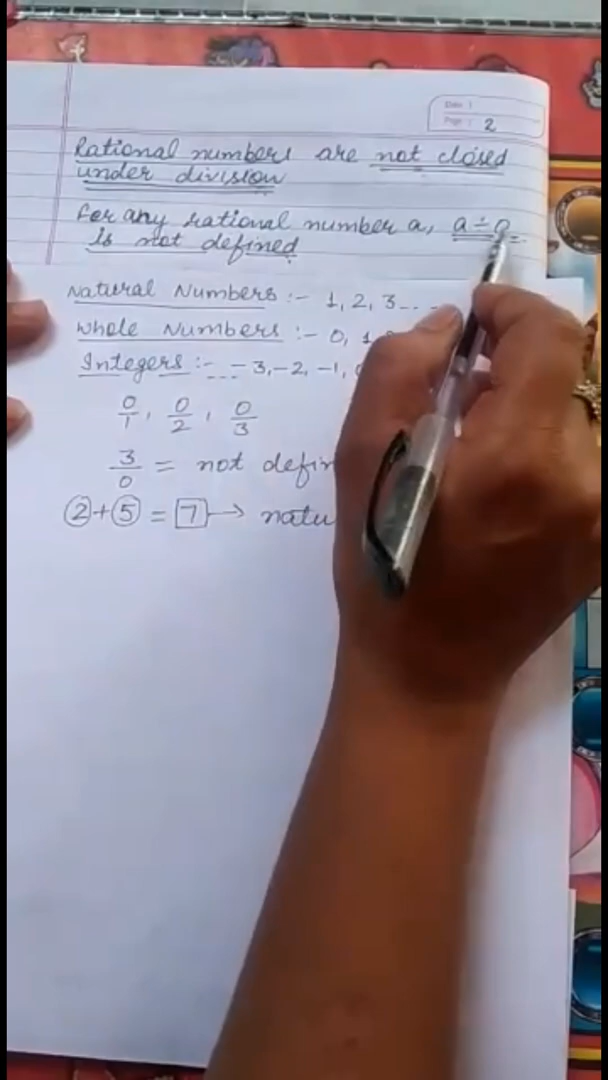 Date :
Page : 2
Rational numbers are not closed
under division
For any rational number a, a ÷ 0
is not defined
Natural Numbers :- 1, 2, 3 - -
Whole Numbers :- 0, 1
Integers :- - - - 3, -2, -1,
0/1, 0/2, 0/3
3/0 = not defin
2 + 5 = 7 → natu